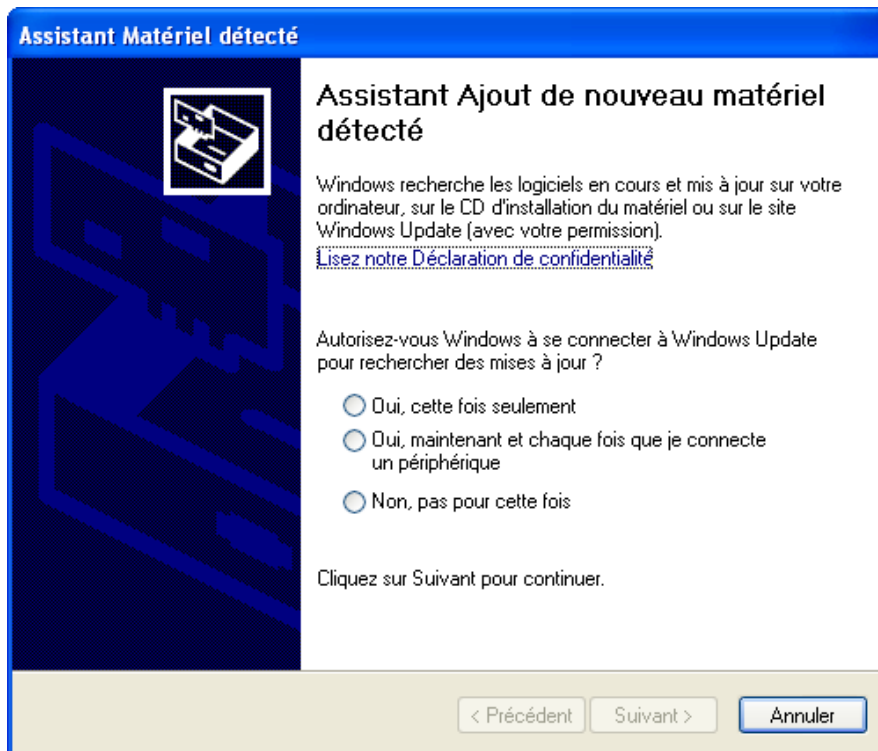 Assistant Matériel détecté
Assistant Ajout de nouveau matériel
détecté
Windows recherche les logiciels en cours et mis à jour sur votre
ordinateur, sur le CD d'installation du matériel ou sur le site
Windows Update (avec votre permission).
Lisez notre Déclaration de confidentialité
Autorisez-vous Windows à se connecter à Windows Update
pour rechercher des mises à jour ?
Oui, cette fois seulement
Oui, maintenant et chaque fois que je connecte
un périphérique
Non, pas pour cette fois
Cliquez sur Suivant pour continuer.
< Précédent Suivant > Annuler